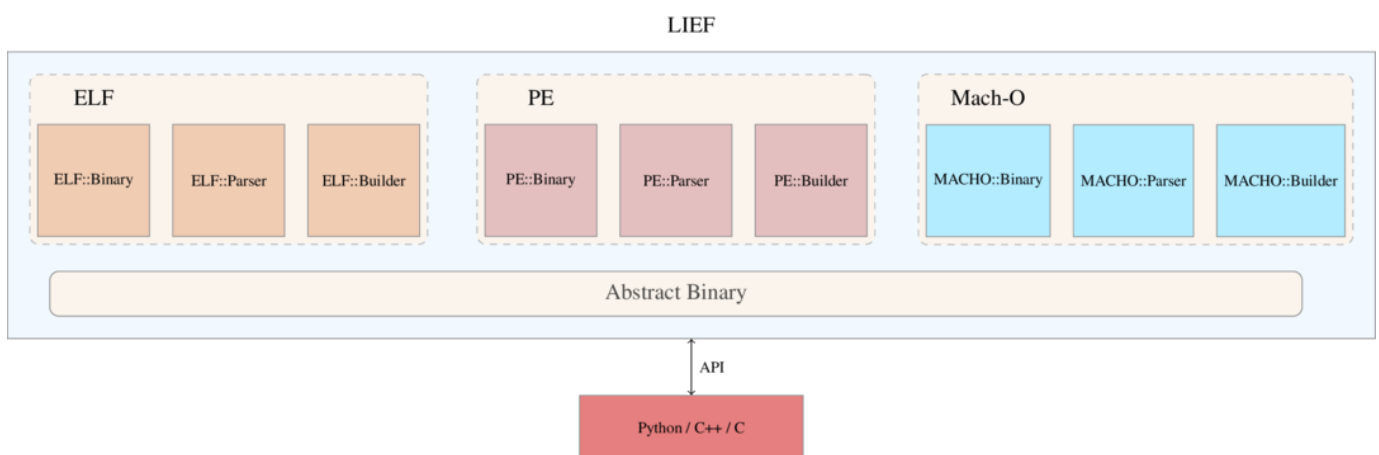 LIEF
ELF
PE
Mach-O
ELF::Binary
ELF::Parser
ELF::Builder
PE::Binary
PE::Parser
PE::Builder
MACHO::Binary
MACHO::Parser
MACHO::Builder
Abstract Binary
API
Python / C++ / C